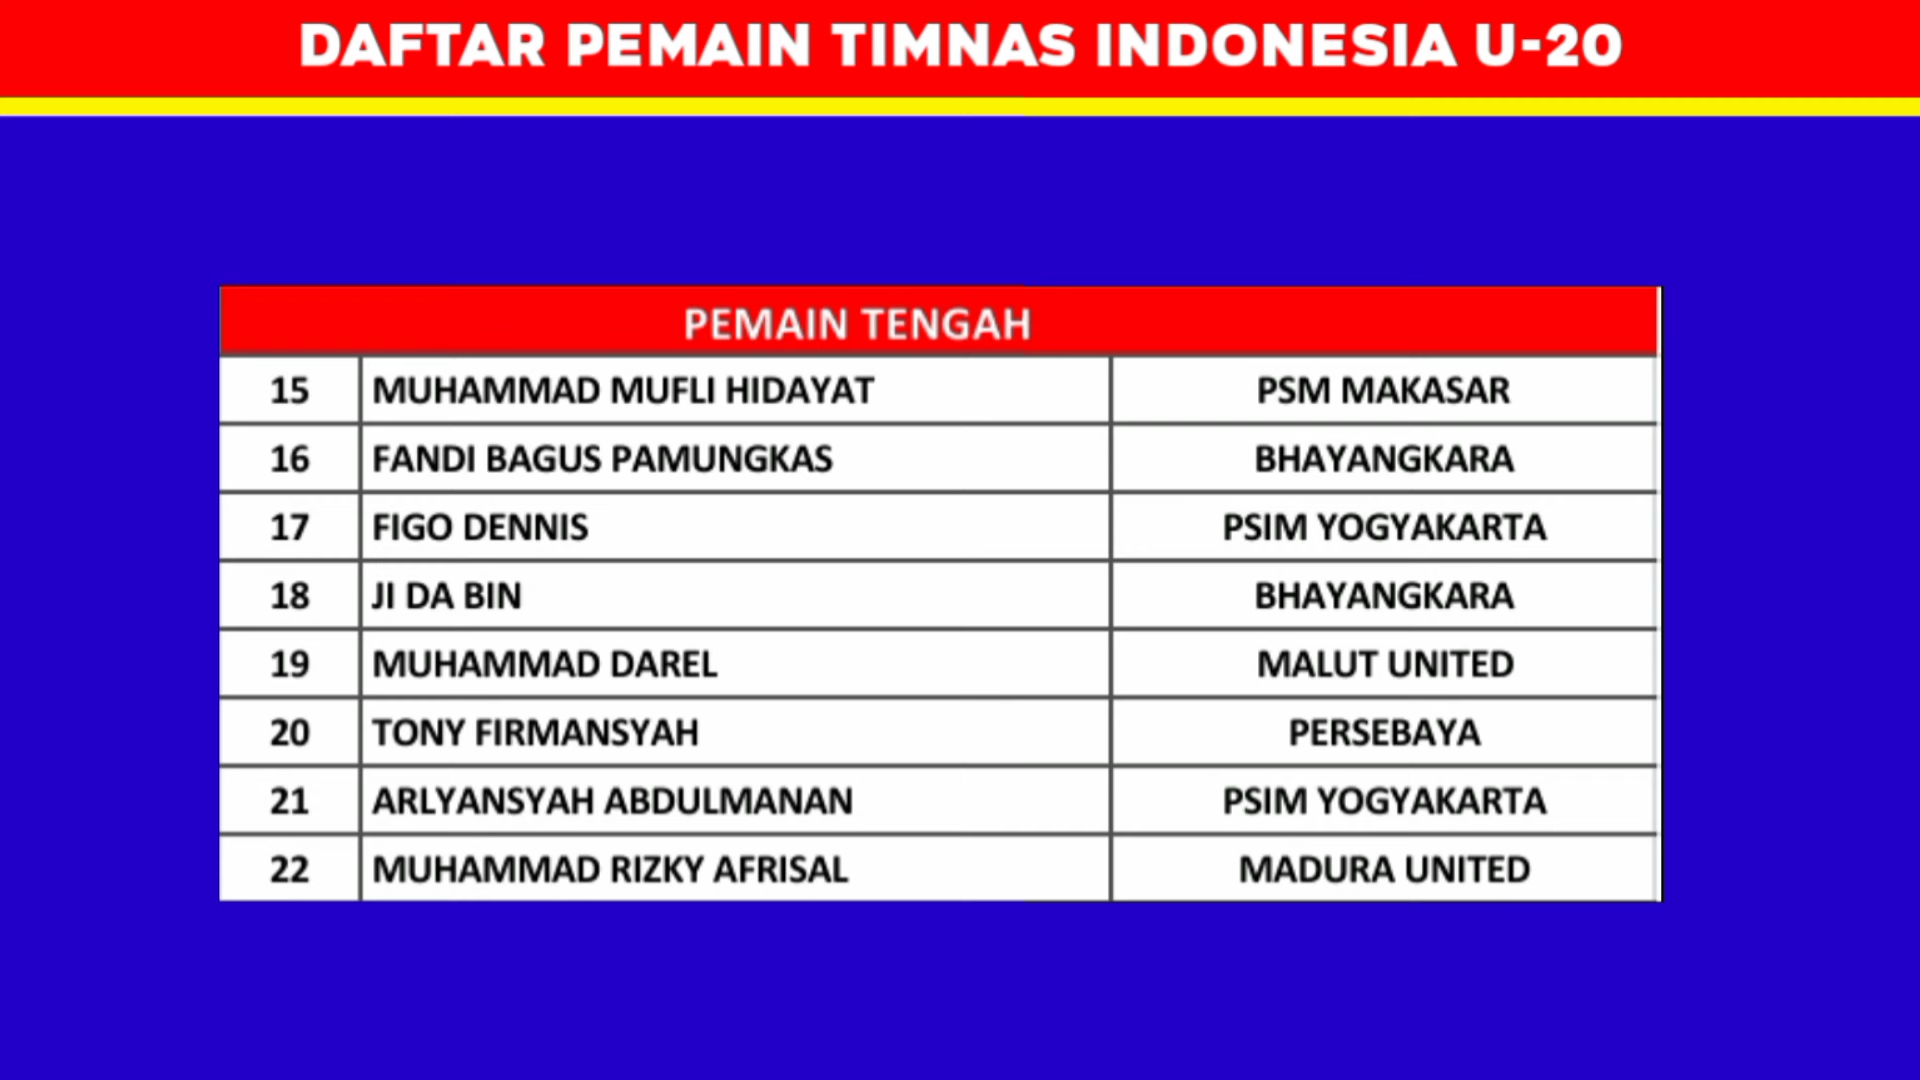 DAFTAR PEMAIN TIMNAS INDONESIA U-20
PEMAIN TENGAH
15 MUHAMMAD MUFLI HIDAYAT PSM MAKASAR
16 FANDI BAGUS PAMUNGKAS BHAYANGKARA
17 FIGO DENNIS PSIM YOGYAKARTA
18 JI DA BIN BHAYANGKARA
19 MUHAMMAD DAREL MALUT UNITED
20 TONY FIRMANSYAH PERSEBAYA
21 ARLYANSYAH ABDULMANAN PSIM YOGYAKARTA
22 MUHAMMAD RIZKY AFRISAL MADURA UNITED